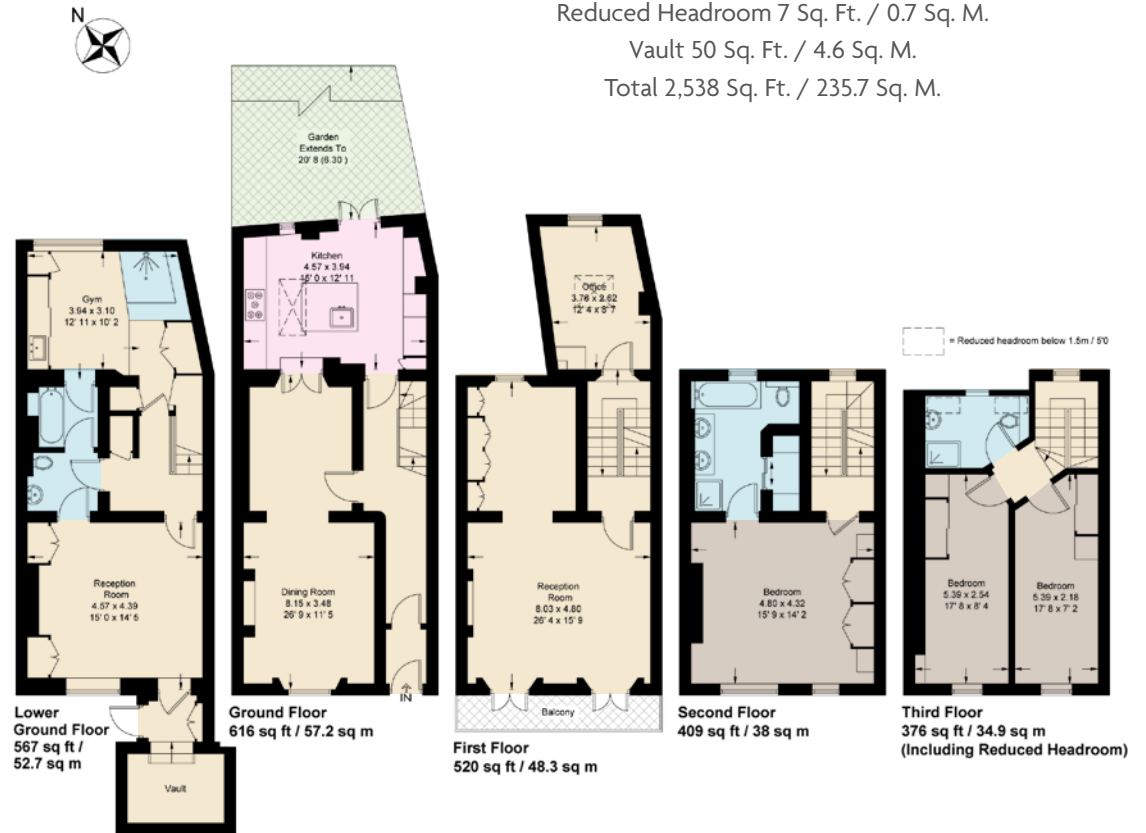 N
Reduced Headroom 7 Sq. Ft. / 0.7 Sq. M.
Vault 50 Sq. Ft. / 4.6 Sq. M.
Total 2,538 Sq. Ft. / 235.7 Sq. M.
Garden
Extends To
20' 8 (6.30 )
Gym
3.94 x 3.10
12' 11 x 10' 2
Reception
Room
4.57 x 4.39
15' 0 x 14' 5
Vault
Lower
Ground Floor
567 sq ft /
52.7 sq m
Kitchen
4.57 x 3.94
15' 0 x 12' 11
Dining Room
8.15 x 3.48
26' 9 x 11' 5
IN
Ground Floor
616 sq ft / 57.2 sq m
Office
3.76 x 2.62
12' 4 x 8' 7
Reception
Room
8.03 x 4.80
26' 4 x 15' 9
Balcony
First Floor
520 sq ft / 48.3 sq m
Bedroom
4.80 x 4.32
15' 9 x 14' 2
Second Floor
409 sq ft / 38 sq m
= Reduced headroom below 1.5m / 5'0
Bedroom
5.39 x 2.54
17' 8 x 8' 4
Bedroom
5.39 x 2.18
17' 8 x 7' 2
Third Floor
376 sq ft / 34.9 sq m
(Including Reduced Headroom)